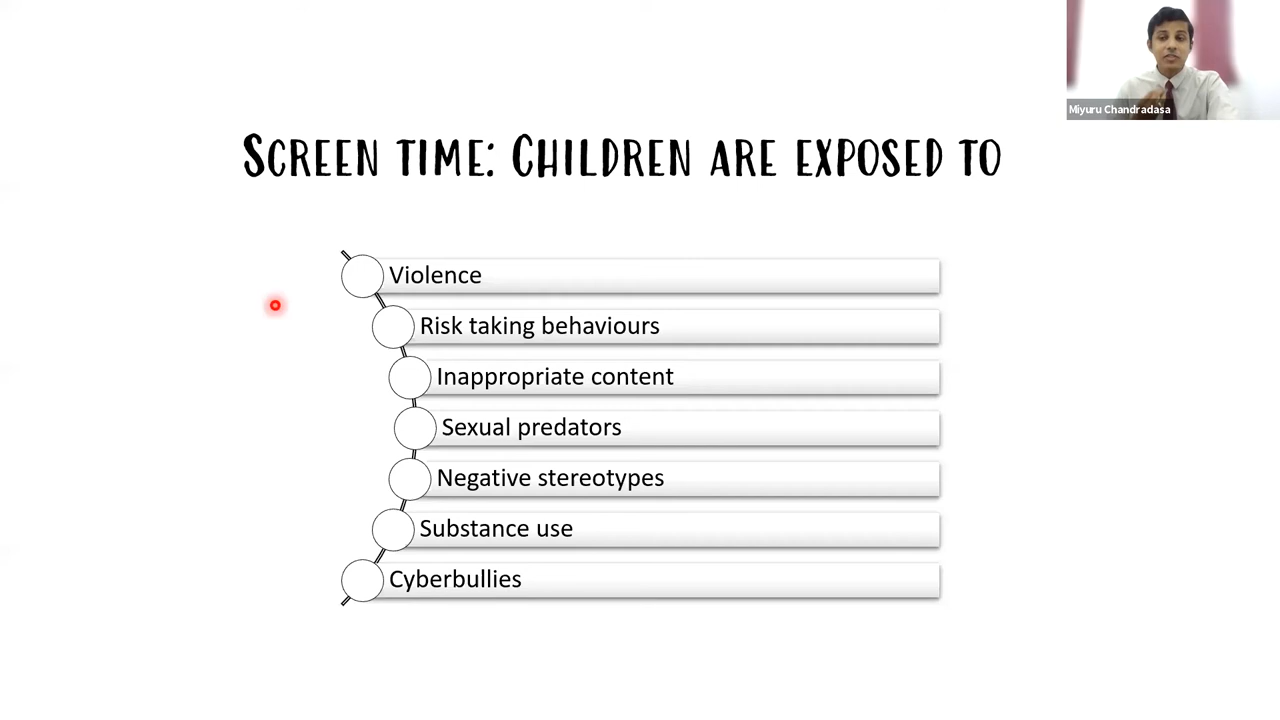 Miyuru Chandradasa
Screen time: Children are exposed to
Violence
Risk taking behaviours
Inappropriate content
Sexual predators
Negative stereotypes
Substance use
Cyberbullies